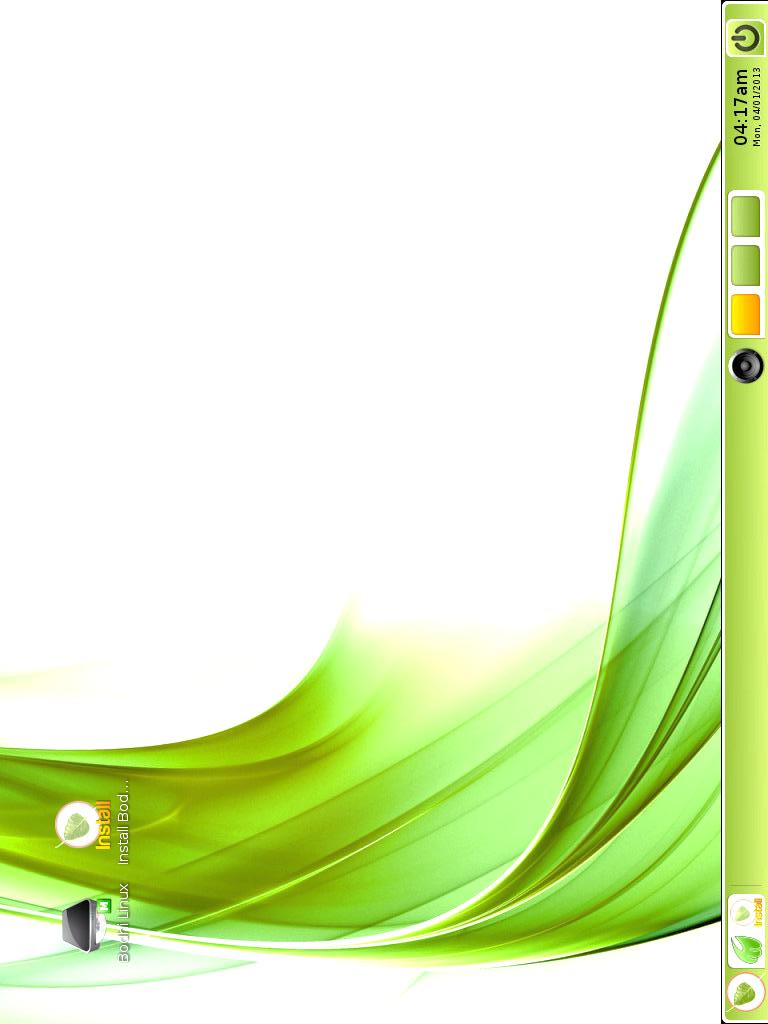 Bodhi Linux
Install
Install Bod...
Install
04:17am
Mon, 04/01/2013